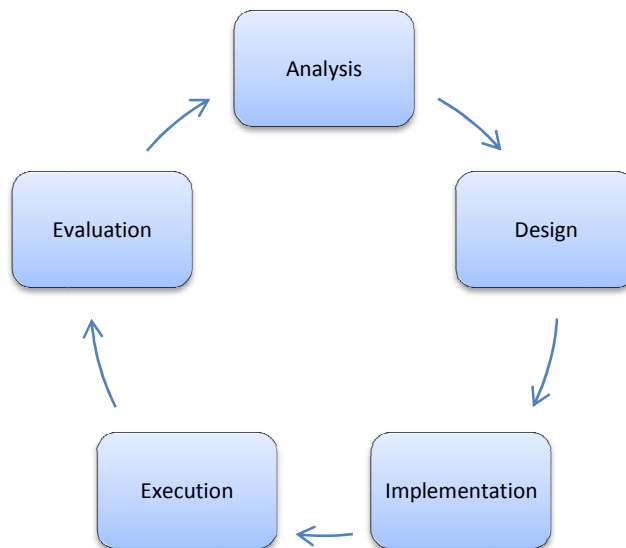 Analysis
Design
Implementation
Execution
Evaluation